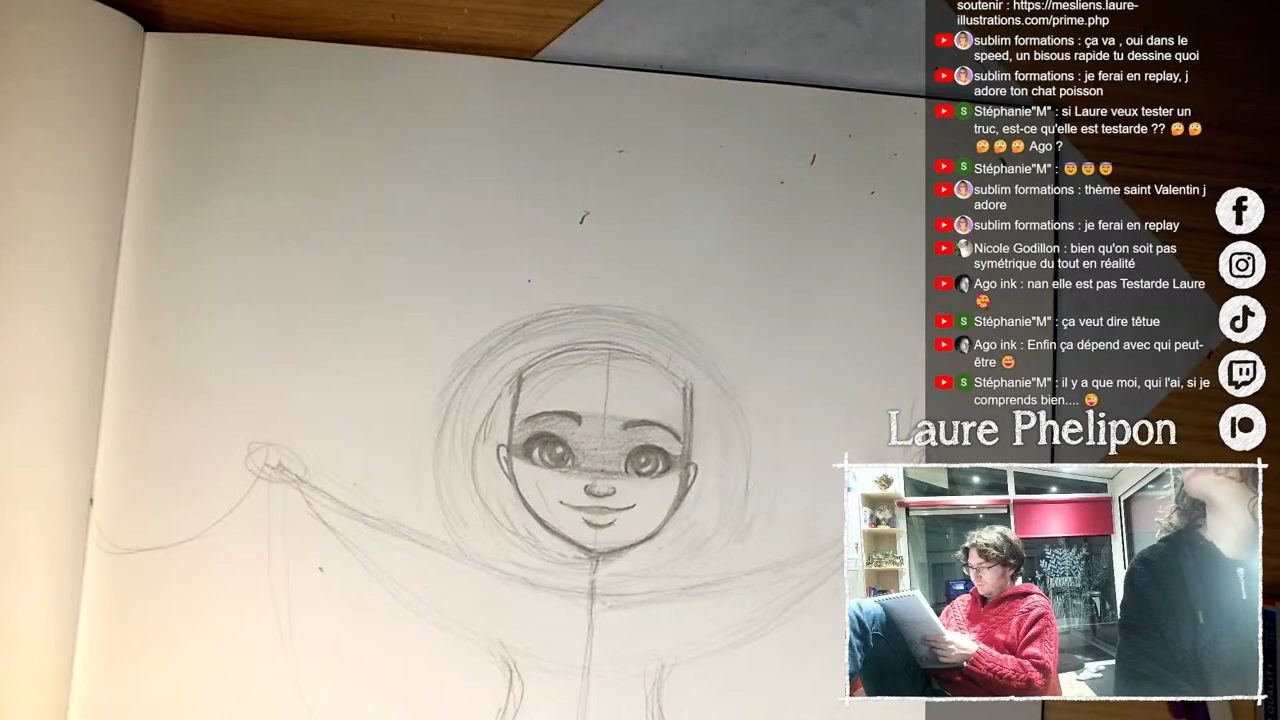 soutenir : https://mesliens.laure-
illustrations.com/prime.php
sublim formations : ça va , oui dans le
speed, un bisous rapide tu dessine quoi
sublim formations : je ferai en replay, j
adore ton chat poisson
S Stéphanie"M" : si Laure veux tester un
truc, est-ce qu'elle est testarde ?? 🙄 🙄
🙄 🙄 🙄 Ago ?
S Stéphanie"M" : 😇 😇 😇
sublim formations : thème saint Valentin j
adore
sublim formations : je ferai en replay
Nicole Godillon : bien qu'on soit pas
symétrique du tout en réalité
Ago ink : nan elle est pas Testarde Laure
🥰
S Stéphanie"M" : ça veut dire têtue
Ago ink : Enfin ça dépend avec qui peut-
être 😅
S Stéphanie"M" : il y a que moi, qui l'ai, si je
comprends bien.... 😜
Laure Phelipon